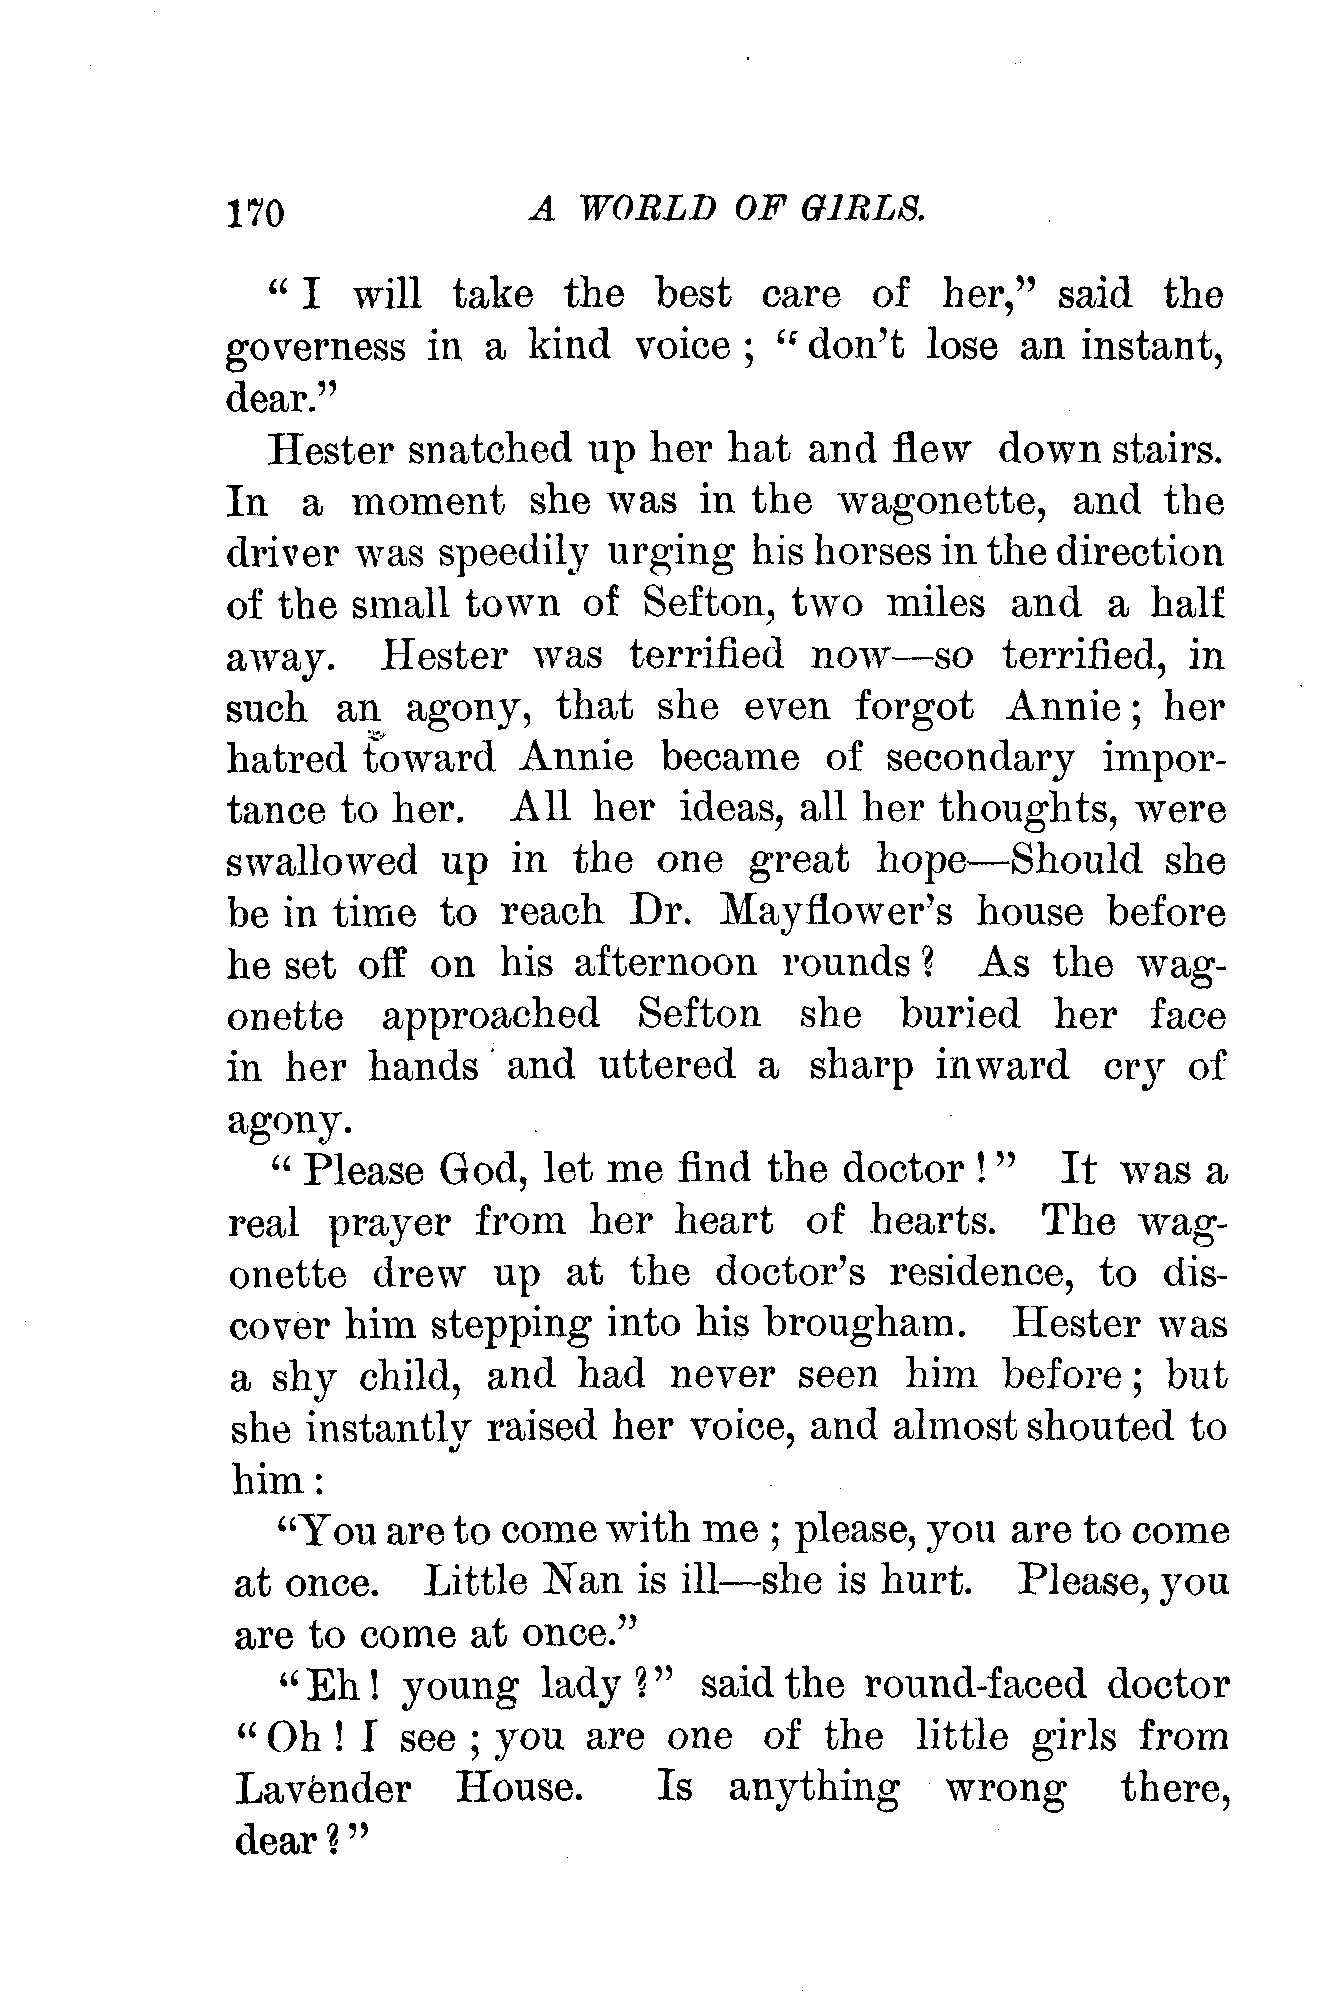 170 A WORLD OF GIRLS.
“ I will take the best care of her,” said the
governess in a kind voice ; “ don’t lose an instant,
dear.”
Hester snatched up her hat and flew down stairs.
In a moment she was in the wagonette, and the
driver was speedily urging his horses in the direction
of the small town of Sefton, two miles and a half
away. Hester was terrified now—so terrified, in
such an agony, that she even forgot Annie ; her
hatred toward Annie became of secondary impor-
tance to her. All her ideas, all her thoughts, were
swallowed up in the one great hope—Should she
be in time to reach Dr. Mayflower’s house before
he set off on his afternoon rounds ? As the wag-
onette approached Sefton she buried her face
in her hands and uttered a sharp inward cry of
agony.
“ Please God, let me find the doctor ! ” It was a
real prayer from her heart of hearts. The wag-
onette drew up at the doctor’s residence, to dis-
cover him stepping into his brougham. Hester was
a shy child, and had never seen him before ; but
she instantly raised her voice, and almost shouted to
him :
“You are to come with me ; please, you are to come
at once. Little Nan is ill—she is hurt. Please, you
are to come at once.”
“Eh! young lady ?” said the round-faced doctor
“ Oh ! I see ; you are one of the little girls from
Lavender House. Is anything wrong there,
dear ? ”